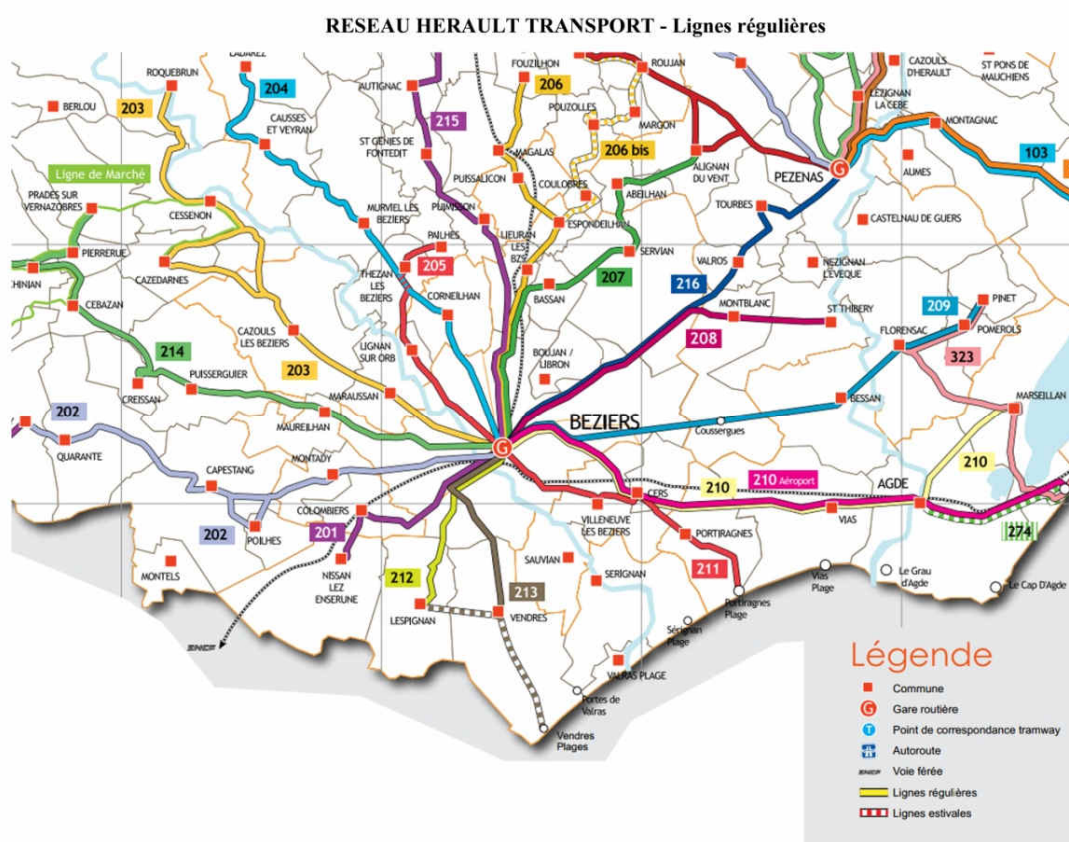 RESEAU HERAULT TRANSPORT - Lignes régulières
FOUZILHON
ROUJAN
CAZOULS
D'HERAULT
ST PONS DE
MAUCHIENS
ROQUEBRUN
AUTIGNAC
206
LEZIGNAN
LA CEBE
BERLOU
203
204
POUZOLLES
MARGON
MONTAGNAC
CAUSSES
ET VEYRAN
215
ST GENIES DE
FONTEDIT
MAGALAS
206 bis
ALIGNAN
DU VENT
103
Ligne de Marché
PUISSALICON
COULOBRES
PEZENAS
G
AUMES
PRADES SUR
VERNAZOBRES
CESSENON
MURVIEL LES
BEZIERS
PUIMISSON
ABEILHAN
TOURBES
CASTELNAU DE GUERS
PAILHES
LIEURAN
LES
BZS
ESPONDEILHAN
PIERRERUE
SERVIAN
CHINIAN
CAZEDARNES
THEZAN
LES
BEZIERS
205
207
VALROS
NEZIGNAN
L'EVEQUE
BASSAN
216
CEBAZAN
CORNEILHAN
MONTBLANC
ST THIBERY
209
PINET
CAZOULS
LES BEZIERS
LIGNAN
SUR ORB
BOUJAN /
LIBRON
208
FLORENSAC
POMEROLS
214
323
PUISSERGUIER
203
CREISSAN
MARAUSSAN
BESSAN
MARSEILLAN
202
MAUREILHAN
BEZIERS
Coussergues
QUARANTE
G
MONTADY
210
CAPESTANG
210
210 Aéroport
AGDE
CERS
COLOMBIERS
VILLENEUVE
LES BEZIERS
VIAS
202
POILHES
201
PORTIRAGNES
274
MONTELS
NISSAN
LEZ
ENSERUNE
212
SAUVIAN
SERIGNAN
211
Vias
Plage
Le Grau
d'Agde
Le Cap D'Agde
213
LESPIGNAN
VENDRES
Portiragnes
Plage
Sérignan
Plage
SNCF
VALRAS PLAGE
Portes de
Valras
Vendres
Plages
Légende
Commune
G Gare routière
T Point de correspondance tramway
Autoroute
SNCF Voie férée
Lignes régulières
Lignes estivales